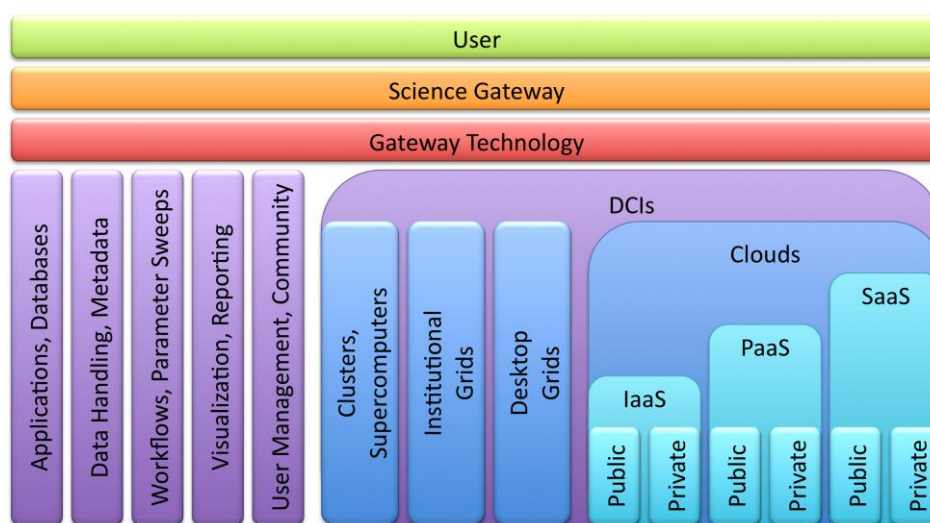 User
Science Gateway
Gateway Technology
Applications, Databases
Data Handling, Metadata
Workflows, Parameter Sweeps
Visualization, Reporting
User Management, Community
DCIs
Clusters,
Supercomputers
Institutional
Grids
Desktop
Grids
Clouds
IaaS
Public
Private
PaaS
Public
Private
SaaS
Public
Private